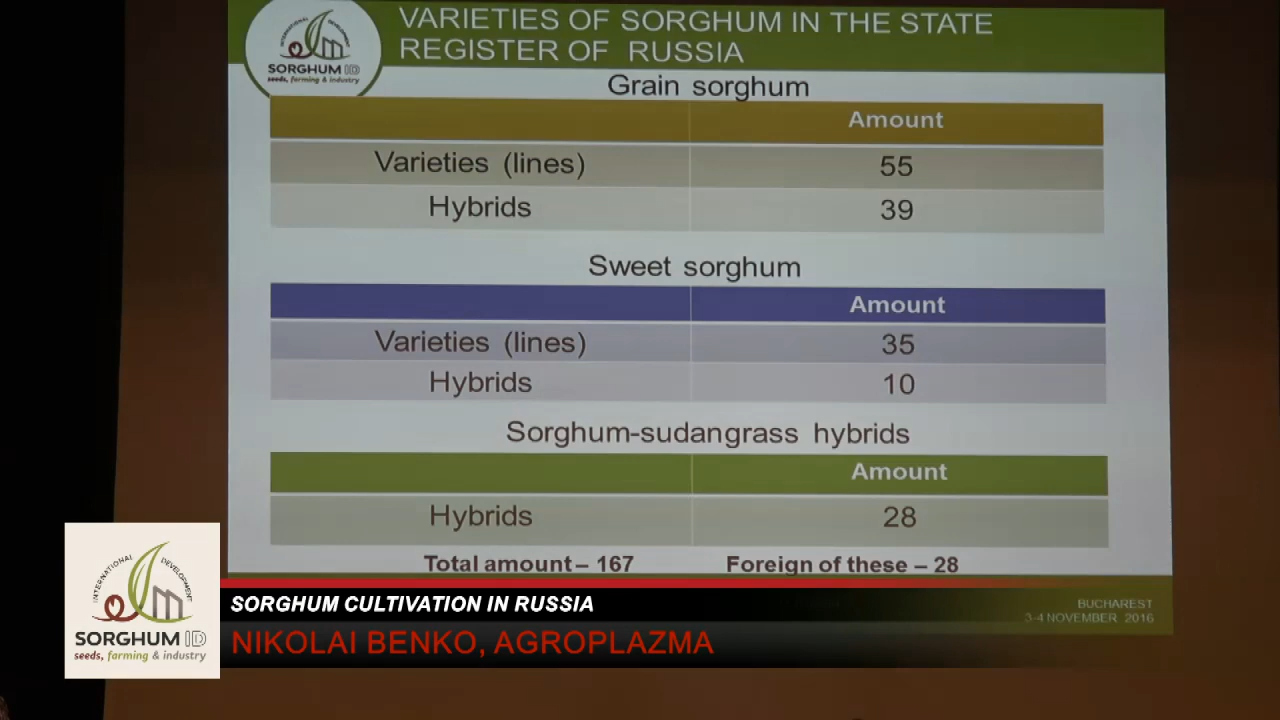 VARIETIES OF SORGHUM IN THE STATE
REGISTER OF RUSSIA
INTERNATIONAL DEVELOPMENT
SORGHUM ID
seeds, farming & industry
Grain sorghum
Amount
Varieties (lines) 55
Hybrids 39
Sweet sorghum
Amount
Varieties (lines) 35
Hybrids 10
Sorghum-sudangrass hybrids
Amount
Hybrids 28
Total amount – 167 Foreign of these – 28
BUCHAREST
3-4 NOVEMBER 2016
INTERNATIONAL DEVELOPMENT
SORGHUM ID
seeds, farming & industry
SORGHUM CULTIVATION IN RUSSIA
NIKOLAI BENKO, AGROPLAZMA